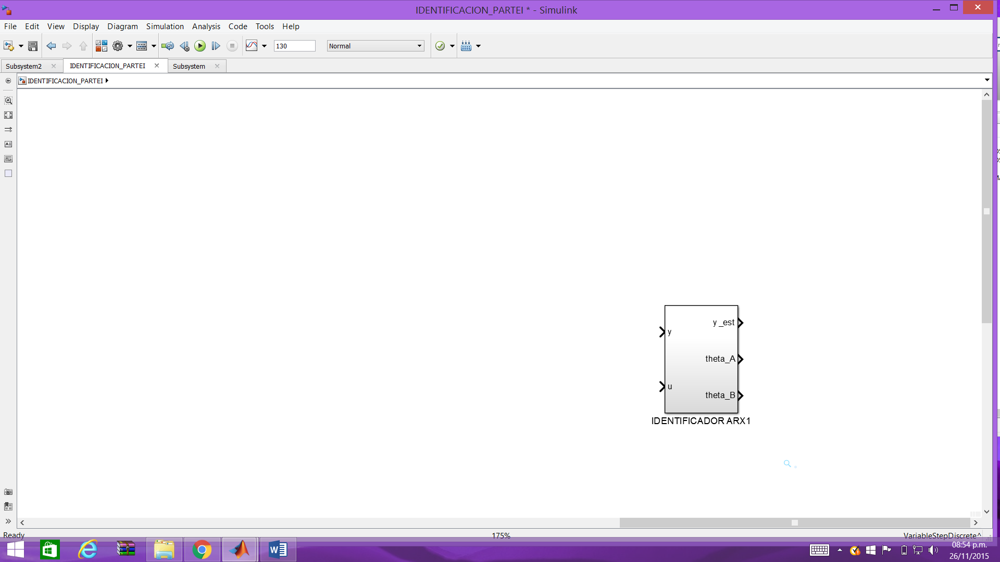 IDENTIFICACION_PARTEI * - Simulink
File Edit View Display Diagram Simulation Analysis Code Tools Help
130 Normal
Subsystem2 IDENTIFICACION_PARTEI Subsystem
IDENTIFICACION_PARTEI
y _est
y
theta_A
u
theta_B
IDENTIFICADOR ARX1
Ready 175% VariableStepDiscrete^
08:54 p.m.
26/11/2015